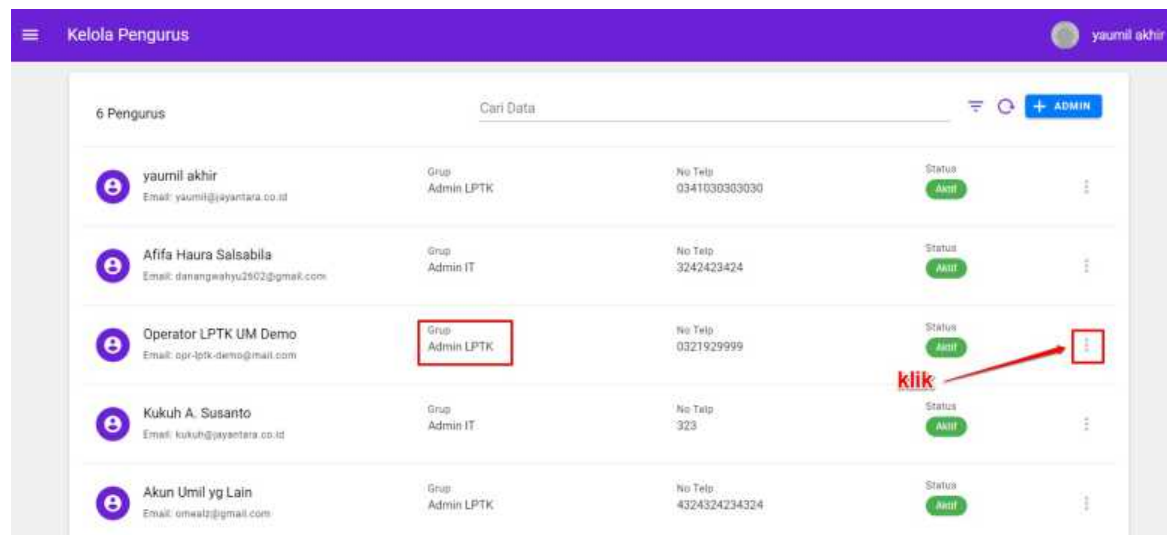 Kelola Pengurus
yaumil akhir
6 Pengurus
Cari Data
+ ADMIN
yaumil akhir
Email: yaumil@jayantara.co.id
Grup
Admin LPTK
No Telp
0341030303030
Status
Aktif
Afifa Haura Salsabila
Email: danangwahyu2602@gmail.com
Grup
Admin IT
No Telp
3242423424
Status
Aktif
Operator LPTK UM Demo
Email: opr-lptk-demo@mail.com
Grup
Admin LPTK
No Telp
0321929999
Status
Aktif
klik
Kukuh A. Susanto
Email: kukuh@jayantara.co.id
Grup
Admin IT
No Telp
323
Status
Aktif
Akun Umil yg Lain
Email: omealz@gmail.com
Grup
Admin LPTK
No Telp
4324324234324
Status
Aktif